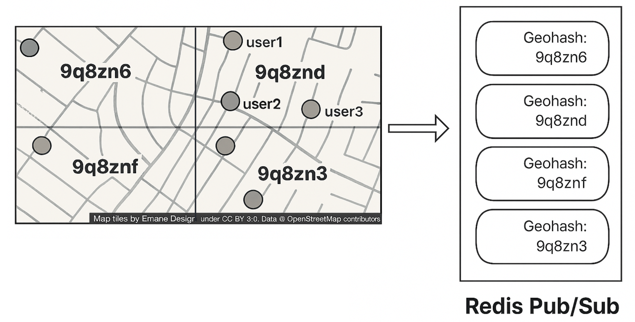 user1
9q8zn6
9q8znd
user2
user3
9q8znf
9q8zn3
Map tiles by Emane Desigr under CC BY 3:0. Data @ OpenStreetMap contributors
Geohash:
9q8zn6
Geohash:
9q8znd
Geohash:
9q8znf
Geohash:
9q8zn3
Redis Pub/Sub